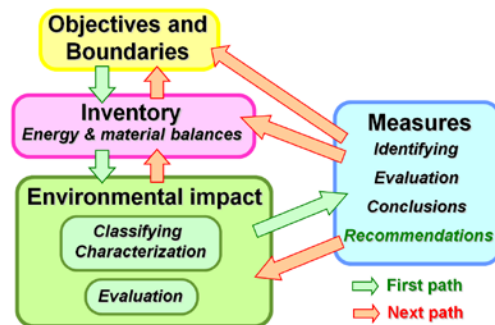 Objectives and
Boundaries
Inventory
Energy & material balances
Environmental impact
Classifying
Characterization
Evaluation
Measures
Identifying
Evaluation
Conclusions
Recommendations
First path
Next path